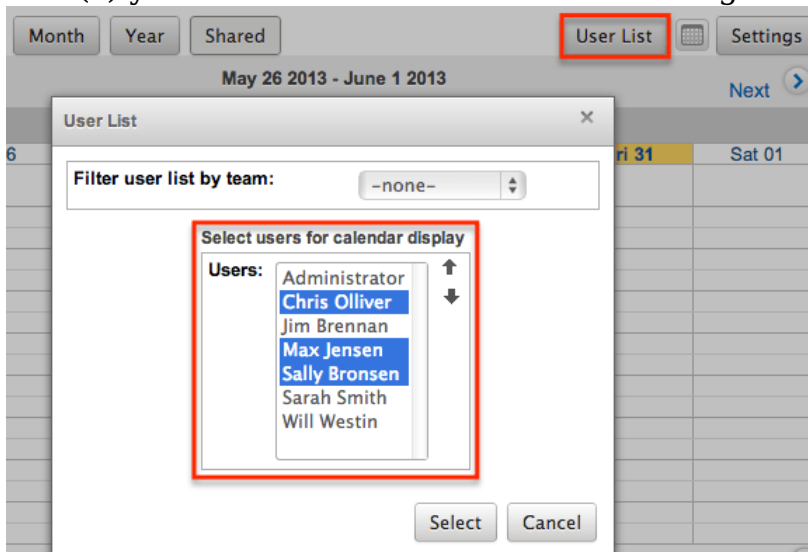 Month Year Shared User List Settings
May 26 2013 - June 1 2013
Next
User List
6 ri 31 Sat 01
Filter user list by team: -none-
Select users for calendar display
Users:
Administrator
Chris Olliver
Jim Brennan
Max Jensen
Sally Bronsen
Sarah Smith
Will Westin
Select Cancel